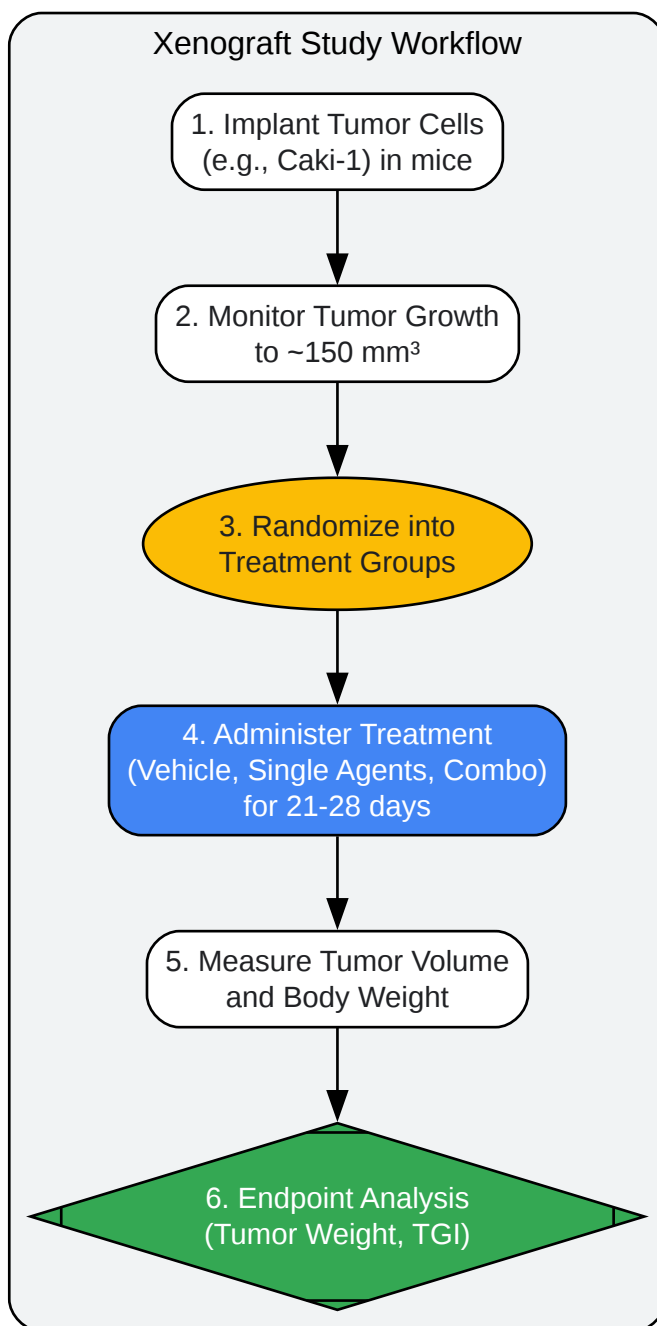 Xenograft Study Workflow
1. Implant Tumor Cells
(e.g., Caki-1) in mice
2. Monitor Tumor Growth
to ~150 mm³
3. Randomize into
Treatment Groups
4. Administer Treatment
(Vehicle, Single Agents, Combo)
for 21-28 days
5. Measure Tumor Volume
and Body Weight
6. Endpoint Analysis
(Tumor Weight, TGI)